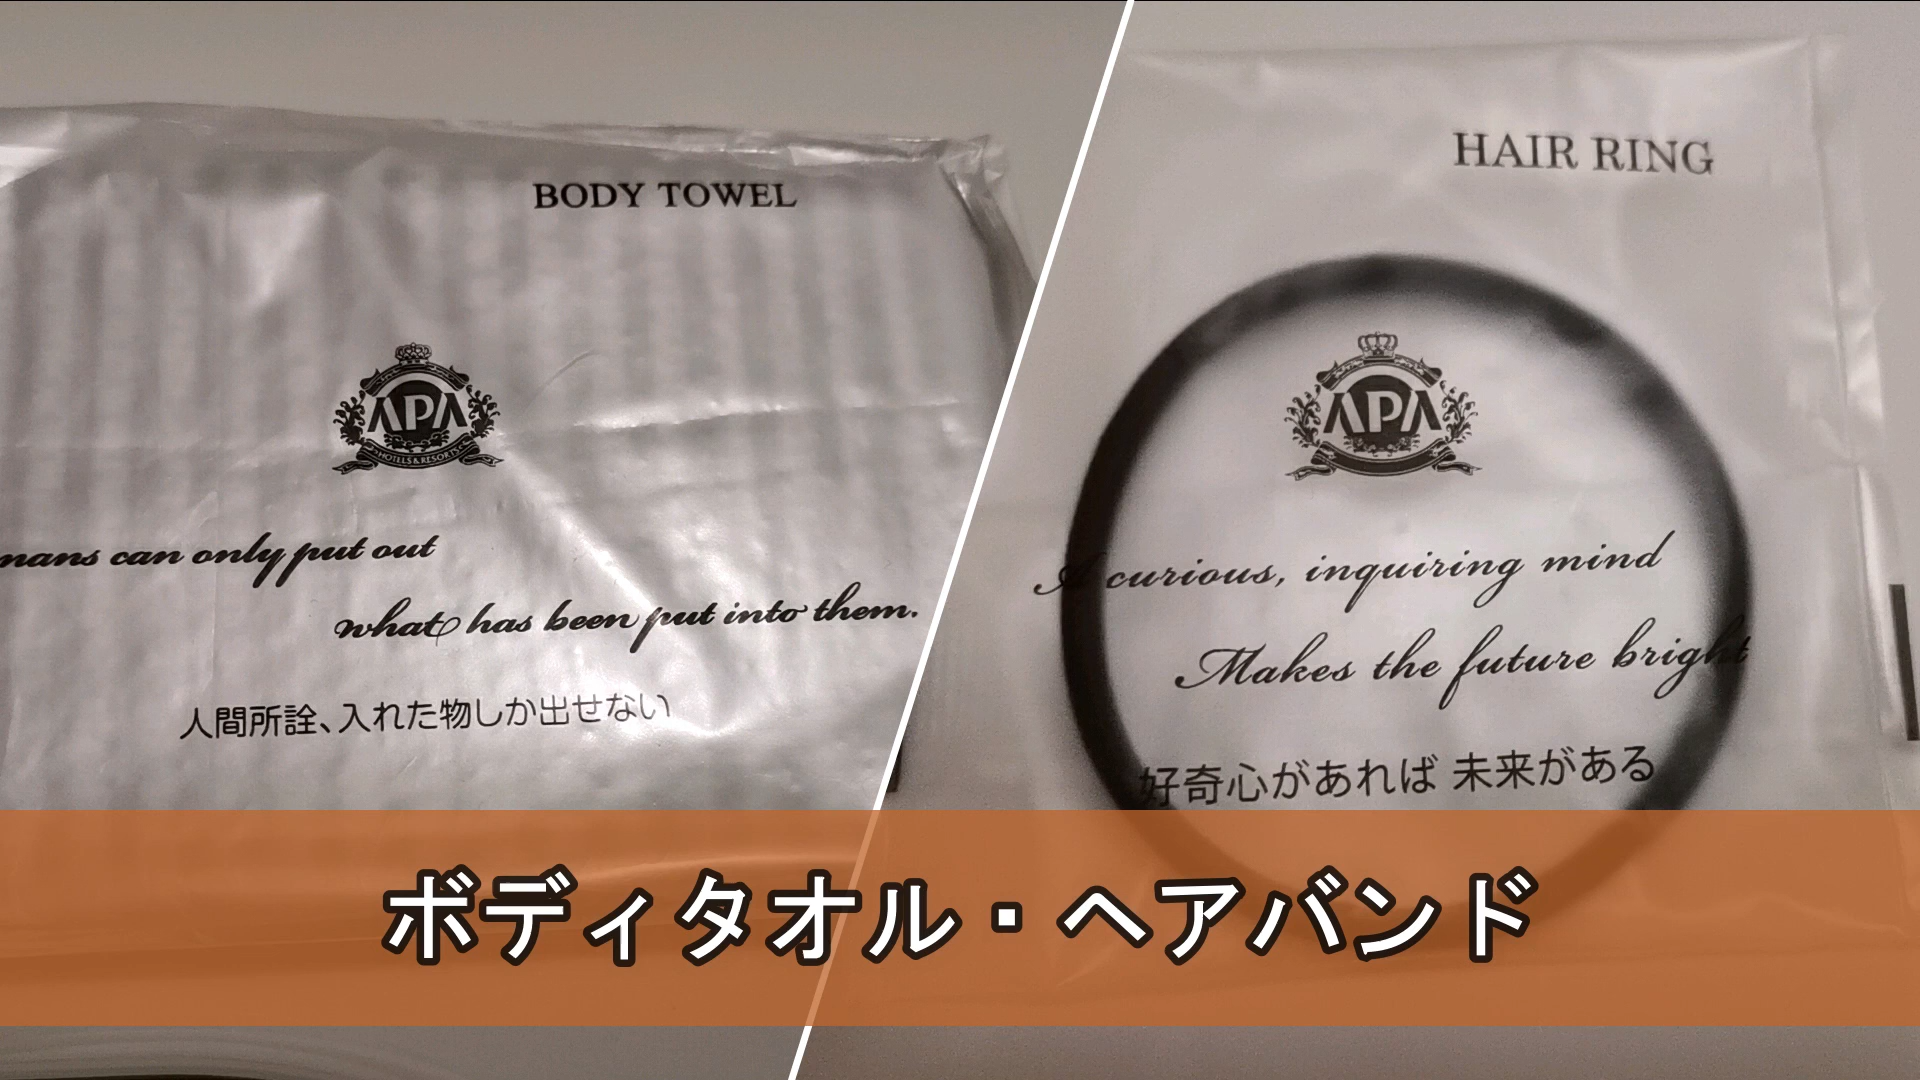 BODY TOWEL
APA
HOTELS & RESORTS
mans can only put out
what has been put into them.
人間所詮、入れた物しか出せない
HAIR RING
APA
A curious, inquiring mind
Makes the future bright
好奇心があれば 未来がある
ボディタオル・ヘアバンド